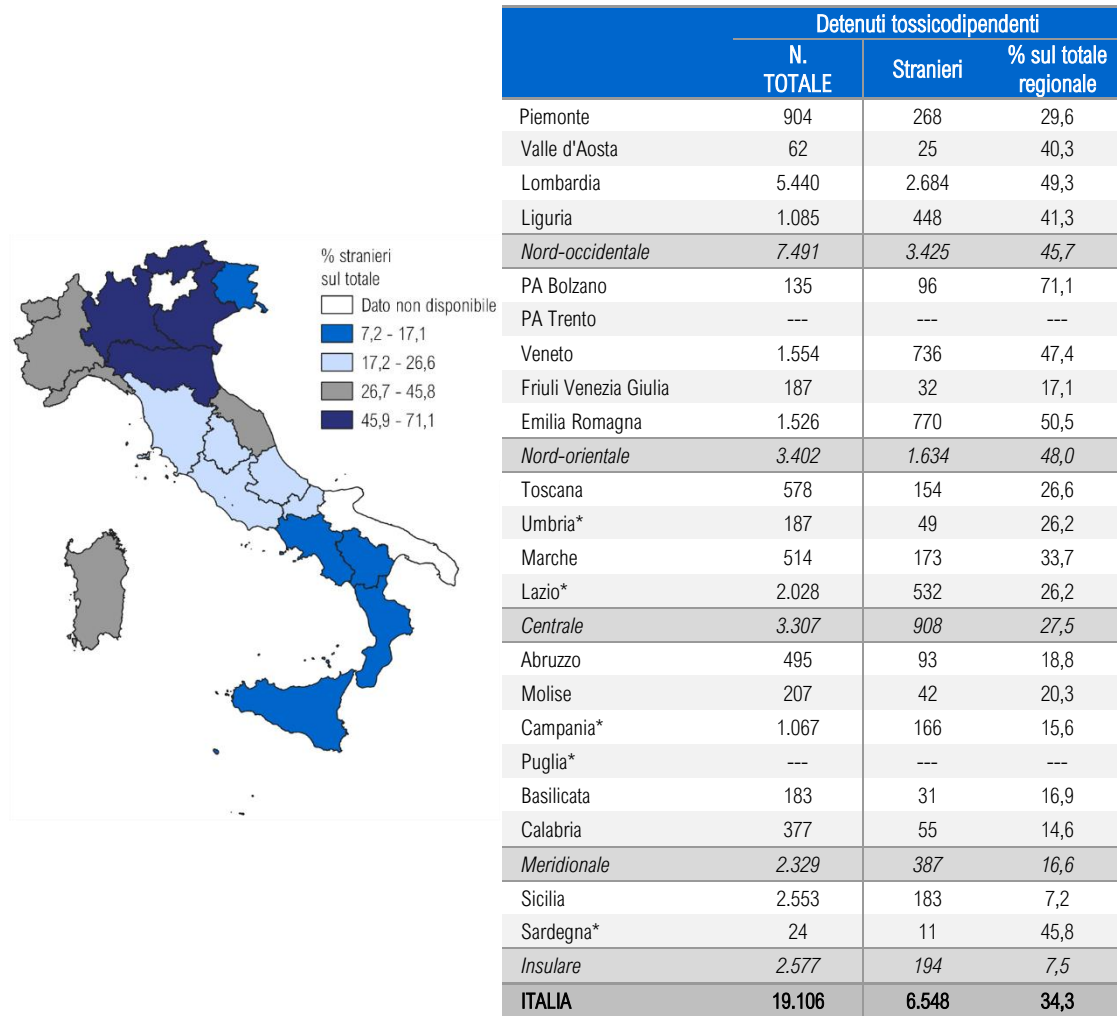 % stranieri
sul totale
Dato non disponibile
7,2 - 17,1
17,2 - 26,6
26,7 - 45,8
45,9 - 71,1
Detenuti tossicodipendenti
N. TOTALE Stranieri % sul totale regionale
Piemonte 904 268 29,6
Valle d'Aosta 62 25 40,3
Lombardia 5.440 2.684 49,3
Liguria 1.085 448 41,3
Nord-occidentale 7.491 3.425 45,7
PA Bolzano 135 96 71,1
PA Trento --- --- ---
Veneto 1.554 736 47,4
Friuli Venezia Giulia 187 32 17,1
Emilia Romagna 1.526 770 50,5
Nord-orientale 3.402 1.634 48,0
Toscana 578 154 26,6
Umbria* 187 49 26,2
Marche 514 173 33,7
Lazio* 2.028 532 26,2
Centrale 3.307 908 27,5
Abruzzo 495 93 18,8
Molise 207 42 20,3
Campania* 1.067 166 15,6
Puglia* --- --- ---
Basilicata 183 31 16,9
Calabria 377 55 14,6
Meridionale 2.329 387 16,6
Sicilia 2.553 183 7,2
Sardegna* 24 11 45,8
Insulare 2.577 194 7,5
ITALIA 19.106 6.548 34,3